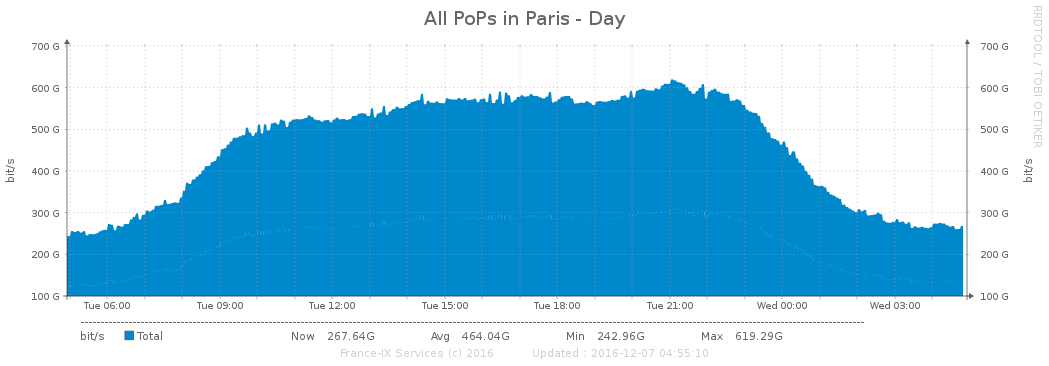 All PoPs in Paris - Day
RRDTOOL / TOBI OETIKER
700 G 700 G
600 G 600 G
500 G 500 G
400 G 400 G
bit/s bit/s
300 G 300 G
200 G 200 G
100 G 100 G
Tue 06:00 Tue 09:00 Tue 12:00 Tue 15:00 Tue 18:00 Tue 21:00 Wed 00:00 Wed 03:00
bit/s Total Now 267.64G Avg 464.04G Min 242.96G Max 619.29G
France-IX Services (c) 2016 Updated : 2016-12-07 04:55:10